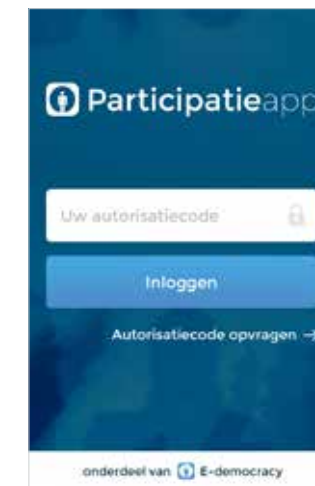 Participatieapp
Uw autorisatiecode
Inloggen
Autorisatiecode opvragen →
onderdeel van E-democracy